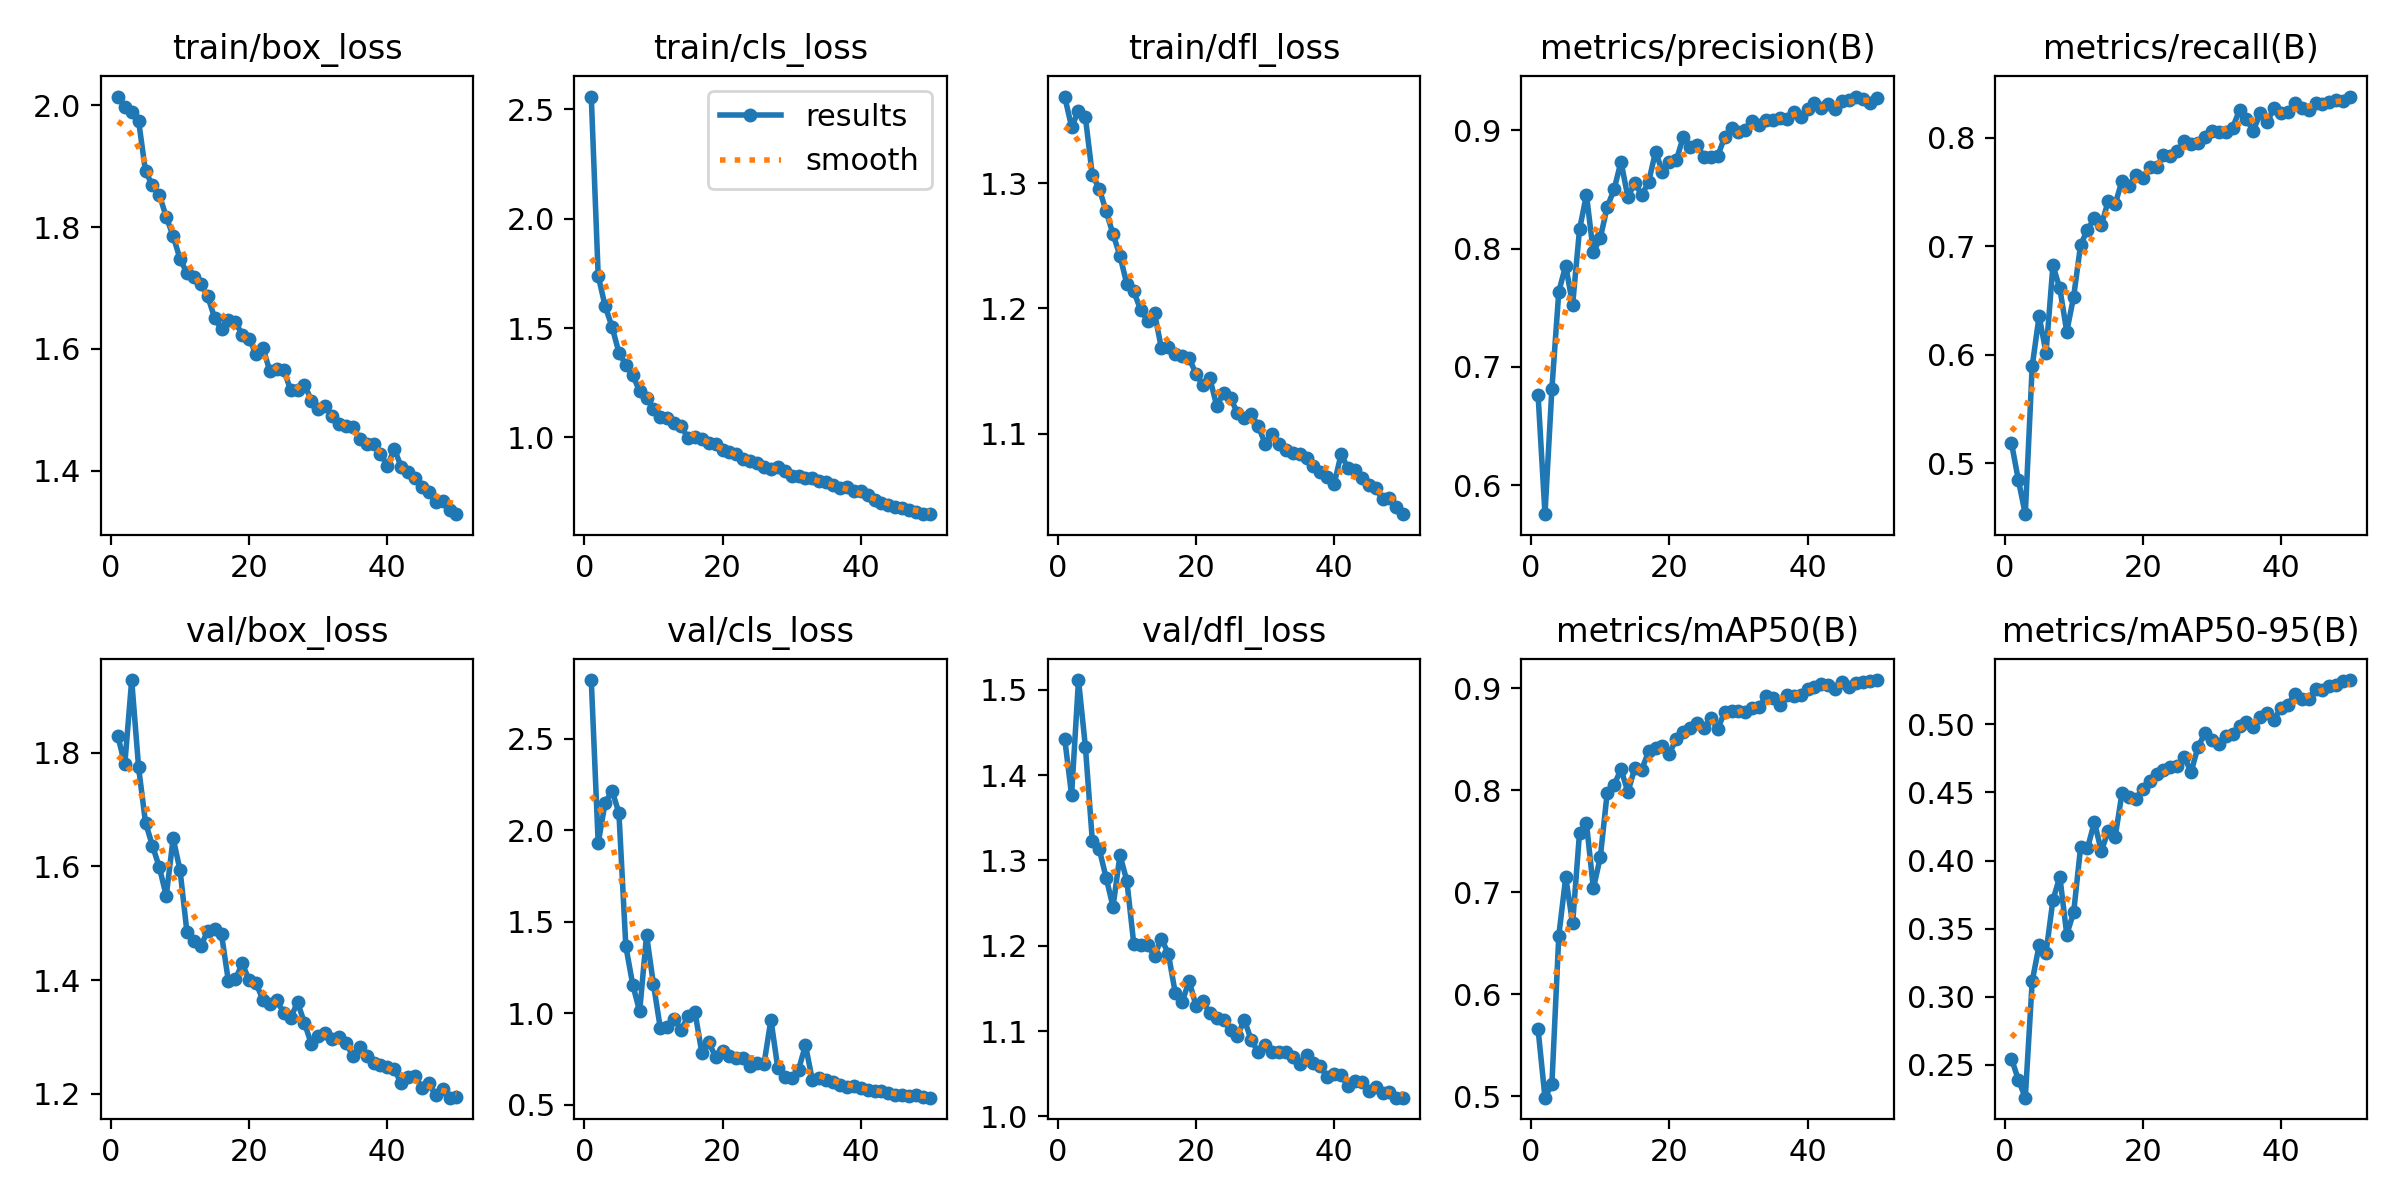 train/box_loss
train/cls_loss
train/dfl_loss
metrics/precision(B)
metrics/recall(B)
2.0
1.8
1.6
1.4
0 20 40
2.5
2.0
1.5
1.0
results
smooth
0 20 40
1.3
1.2
1.1
0 20 40
0.9
0.8
0.7
0.6
0 20 40
0.8
0.7
0.6
0.5
0 20 40
val/box_loss
val/cls_loss
val/dfl_loss
metrics/mAP50(B)
metrics/mAP50-95(B)
1.8
1.6
1.4
1.2
0 20 40
2.5
2.0
1.5
1.0
0.5
0 20 40
1.5
1.4
1.3
1.2
1.1
1.0
0 20 40
0.9
0.8
0.7
0.6
0.5
0 20 40
0.50
0.45
0.40
0.35
0.30
0.25
0 20 40